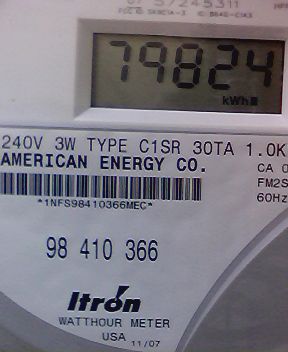 57245311
79824
kWh
240V 3W TYPE C1SR 30TA 1.0K
AMERICAN ENERGY CO.
CA
FM2S
60Hz
*1NFS98410366MEC*
98 410 366
Itron
WATTHOUR METER
USA 11/07